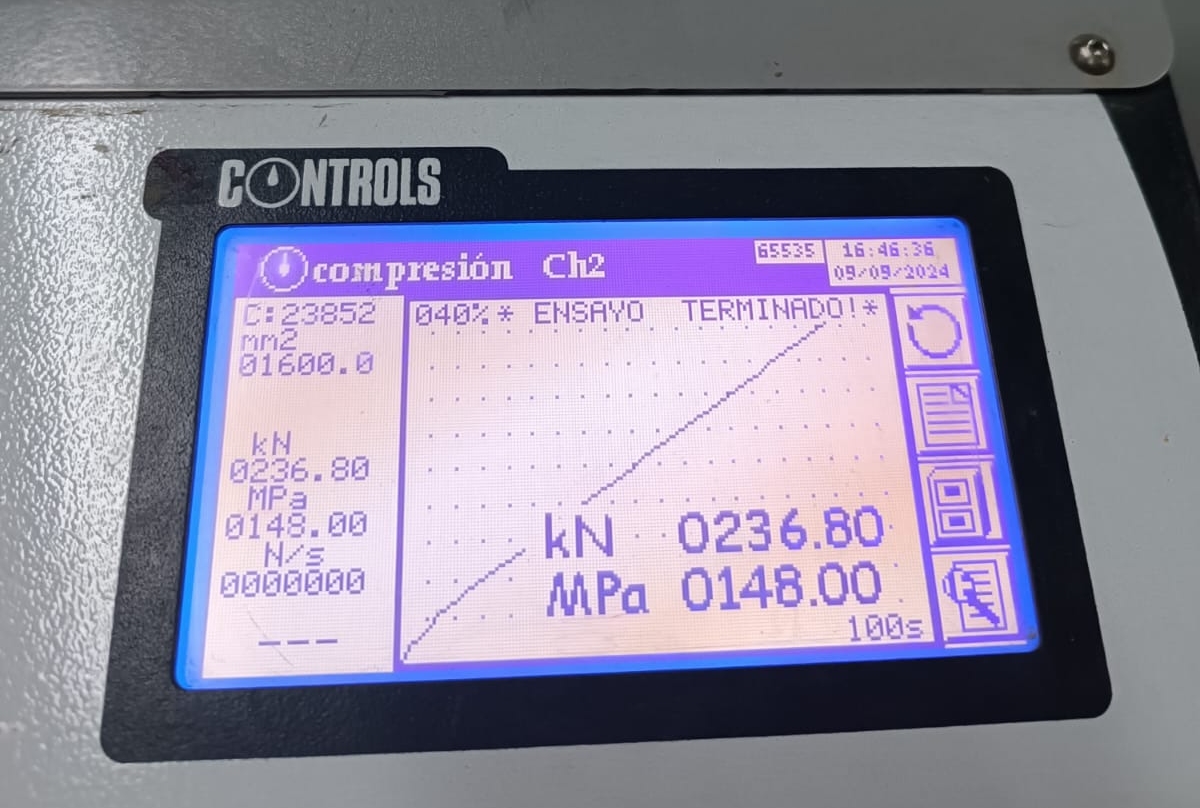 CONTROLS
compresión Ch2
65535
16:46:36
09/09/2024
C:23852
mm2
01600.0
kN
0236.80
MPa
0148.00
N/s
0000000
---
040%* ENSAYO TERMINADO!*
kN 0236.80
MPa 0148.00
100s